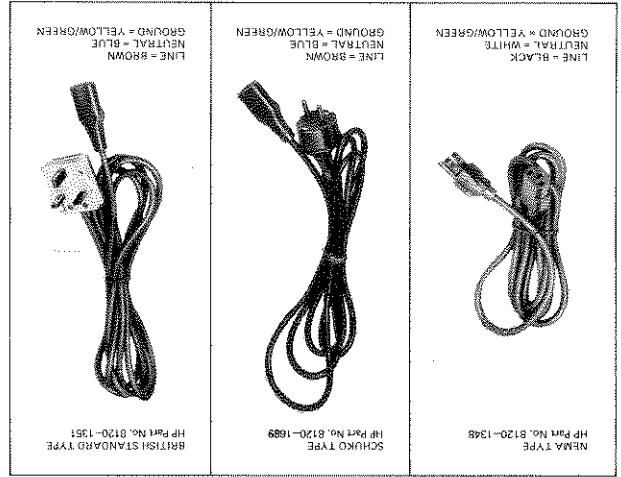 NEMA TYPE
HP Part No. 8120-1348
LINE = BLACK
NEUTRAL = WHITE
GROUND = YELLOW/GREEN
SCHUKO TYPE
HP Part No. 8120-1689
LINE = BROWN
NEUTRAL = BLUE
GROUND = YELLOW/GREEN
BRITISH STANDARD TYPE
HP Part No. 8120-1351
LINE = BROWN
NEUTRAL = BLUE
GROUND = YELLOW/GREEN